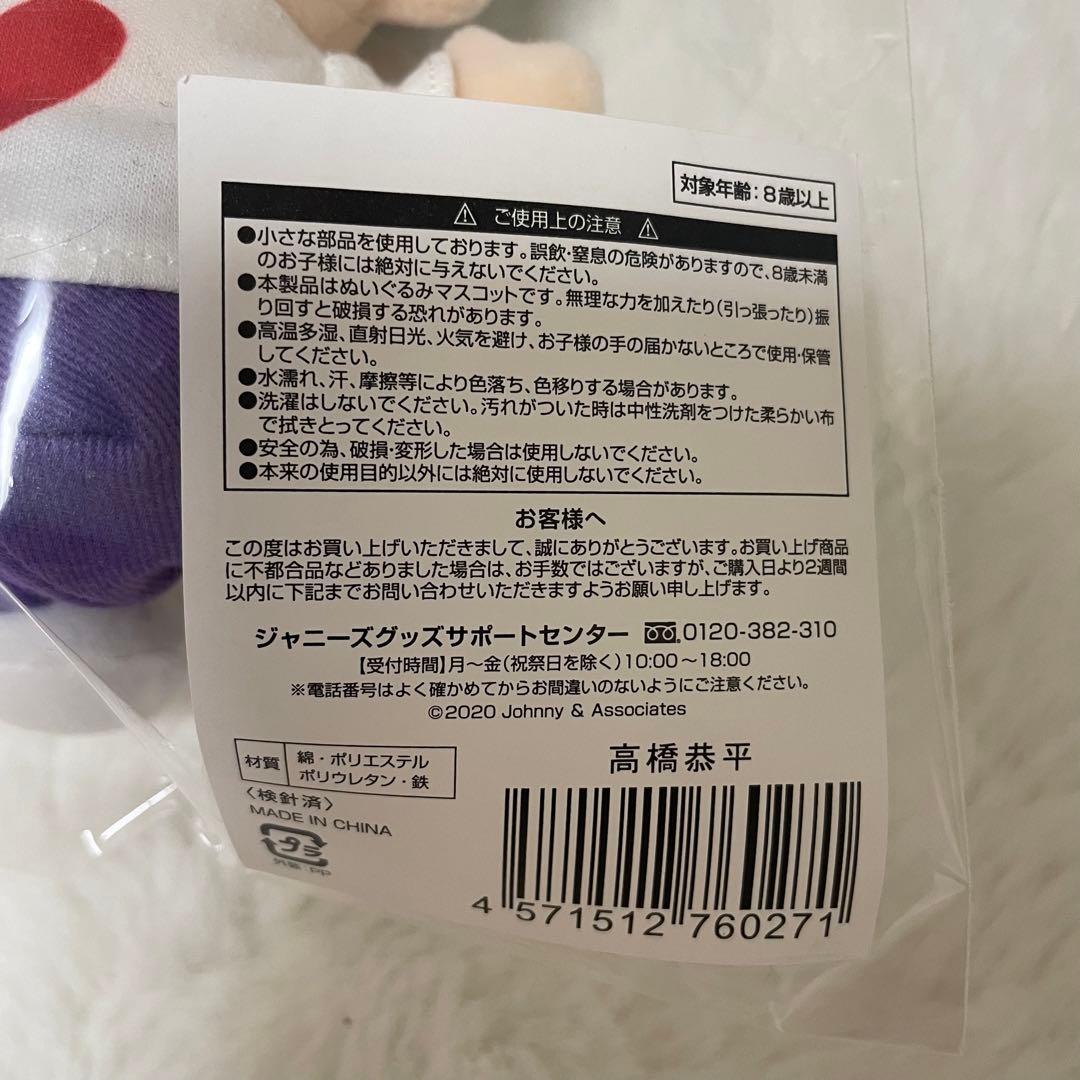 対象年齢：8歳以上
⚠ ご使用上の注意 ⚠
●小さな部品を使用しております。誤飲・窒息の危険がありますので、8歳未満
のお子様には絶対に与えないでください。
●本製品はぬいぐるみマスコットです。無理な力を加えたり（引っ張ったり）振
り回すと破損する恐れがあります。
●高温多湿、直射日光、火気を避け、お子様の手の届かないところで使用・保管
してください。
●水濡れ、汗、摩擦等により色落ち、色移りする場合があります。
●洗濯はしないでください。汚れがついた時は中性洗剤をつけた柔らかい布
で拭きとってください。
●安全の為、破損・変形した場合は使用しないでください。
●本来の使用目的以外には絶対に使用しないでください。
お客様へ
この度はお買い上げいただきまして、誠にありがとうございます。お買い上げ商品
に不都合品などありました場合は、お手数ではございますが、ご購入日より2週間
以内に下記までお問い合わせいただきますようお願い申し上げます。
ジャニーズグッズサポートセンター 0120-382-310
【受付時間】月～金（祝祭日を除く）10:00～18:00
※電話番号はよく確かめてからお間違いのないようにご注意ください。
©2020 Johnny & Associates
材質 綿・ポリエステル
ポリウレタン・鉄
〈検針済〉
MADE IN CHINA
プラ
外装：PP
高橋恭平
4 571512 760271